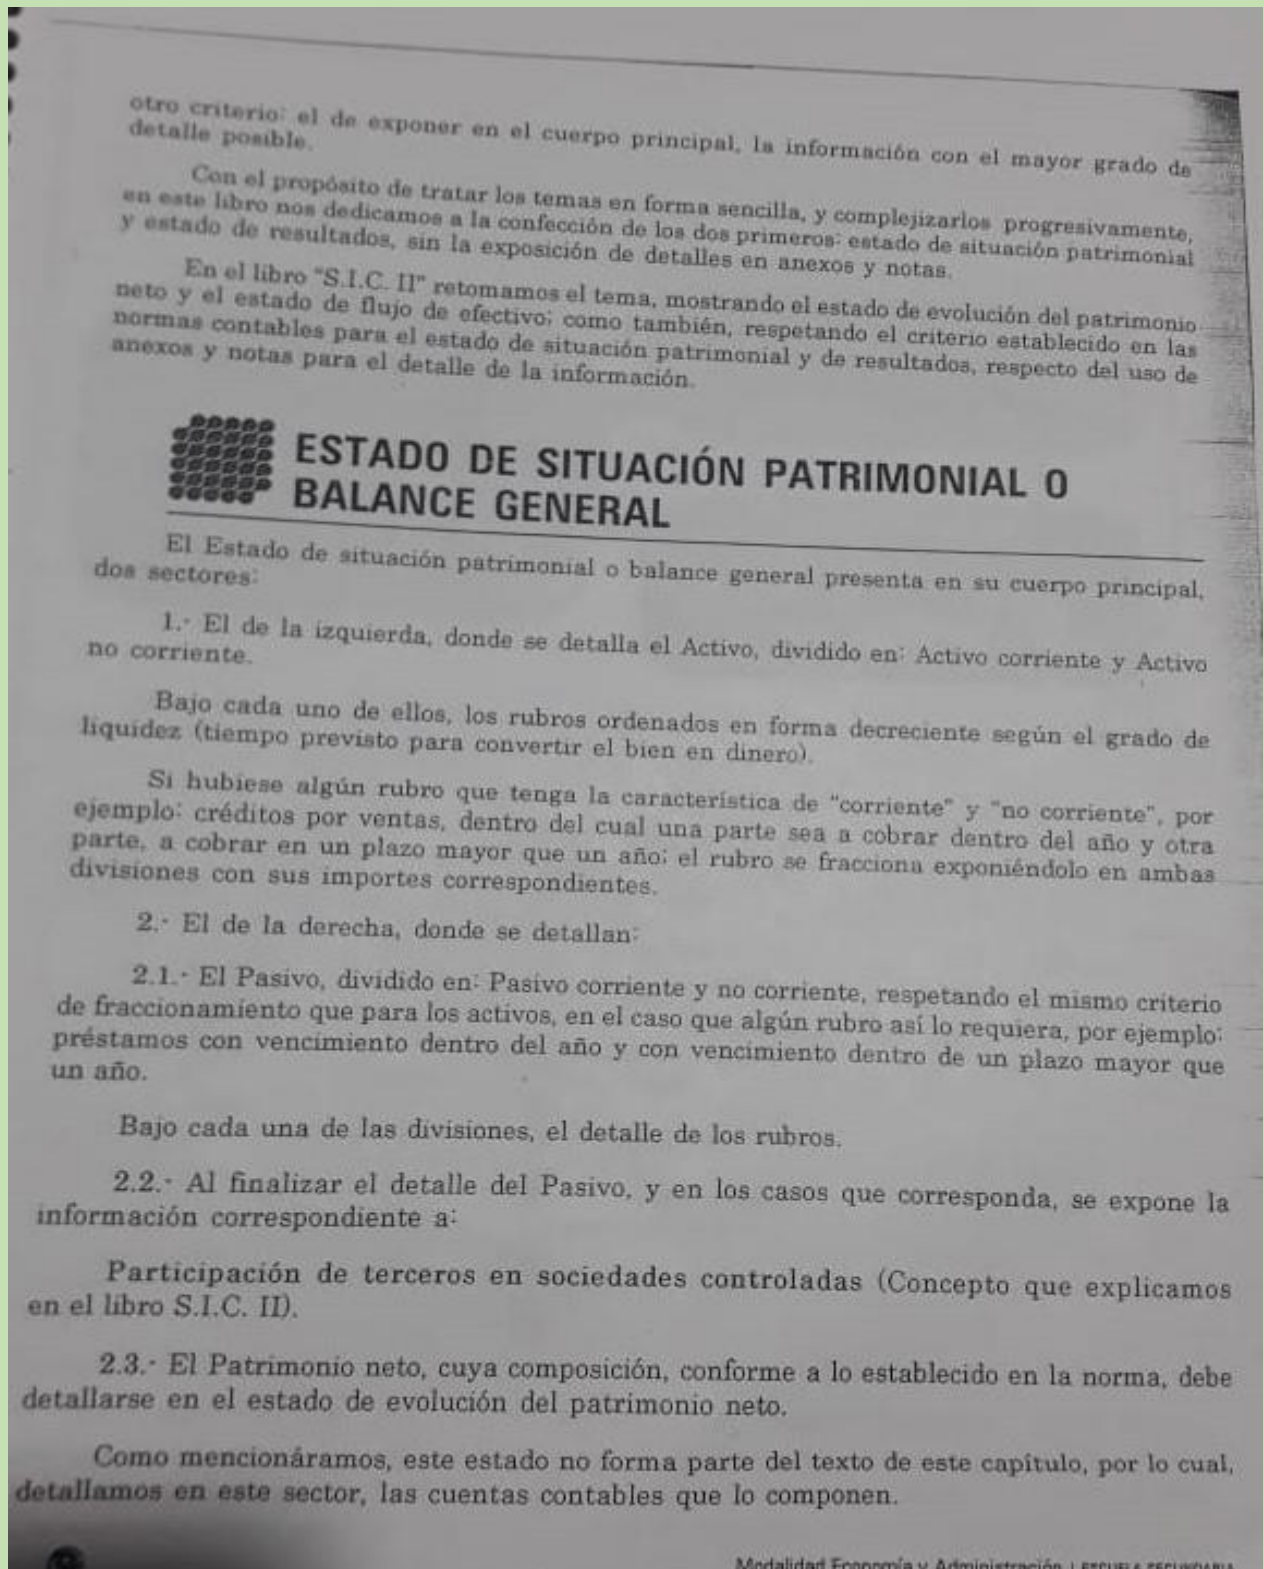 otro criterio: el de exponer en el cuerpo principal, la información con el mayor grado de
detalle posible.
Con el propósito de tratar los temas en forma sencilla, y complejizarlos progresivamente,
en este libro nos dedicamos a la confección de los dos primeros: estado de situación patrimonial
y estado de resultados, sin la exposición de detalles en anexos y notas.
En el libro "S.I.C. II" retomamos el tema, mostrando el estado de evolución del patrimonio
neto y el estado de flujo de efectivo; como también, respetando el criterio establecido en las
normas contables para el estado de situación patrimonial y de resultados, respecto del uso de
anexos y notas para el detalle de la información.
ESTADO DE SITUACIÓN PATRIMONIAL O
BALANCE GENERAL
El Estado de situación patrimonial o balance general presenta en su cuerpo principal,
dos sectores:
1.- El de la izquierda, donde se detalla el Activo, dividido en: Activo corriente y Activo
no corriente.
Bajo cada uno de ellos, los rubros ordenados en forma decreciente según el grado de
liquidez (tiempo previsto para convertir el bien en dinero).
Si hubiese algún rubro que tenga la característica de "corriente" y "no corriente", por
ejemplo: créditos por ventas, dentro del cual una parte sea a cobrar dentro del año y otra
parte, a cobrar en un plazo mayor que un año; el rubro se fracciona exponiéndolo en ambas
divisiones con sus importes correspondientes.
2.- El de la derecha, donde se detallan:
2.1.- El Pasivo, dividido en: Pasivo corriente y no corriente, respetando el mismo criterio
de fraccionamiento que para los activos, en el caso que algún rubro así lo requiera, por ejemplo:
préstamos con vencimiento dentro del año y con vencimiento dentro de un plazo mayor que
un año.
Bajo cada una de las divisiones, el detalle de los rubros.
2.2.- Al finalizar el detalle del Pasivo, y en los casos que corresponda, se expone la
información correspondiente a:
Participación de terceros en sociedades controladas (Concepto que explicamos
en el libro S.I.C. II).
2.3.- El Patrimonio neto, cuya composición, conforme a lo establecido en la norma, debe
detallarse en el estado de evolución del patrimonio neto.
Como mencionáramos, este estado no forma parte del texto de este capítulo, por lo cual,
detallamos en este sector, las cuentas contables que lo componen.
Modalidad Economía y Administración | ESCUELA SECUNDARIA